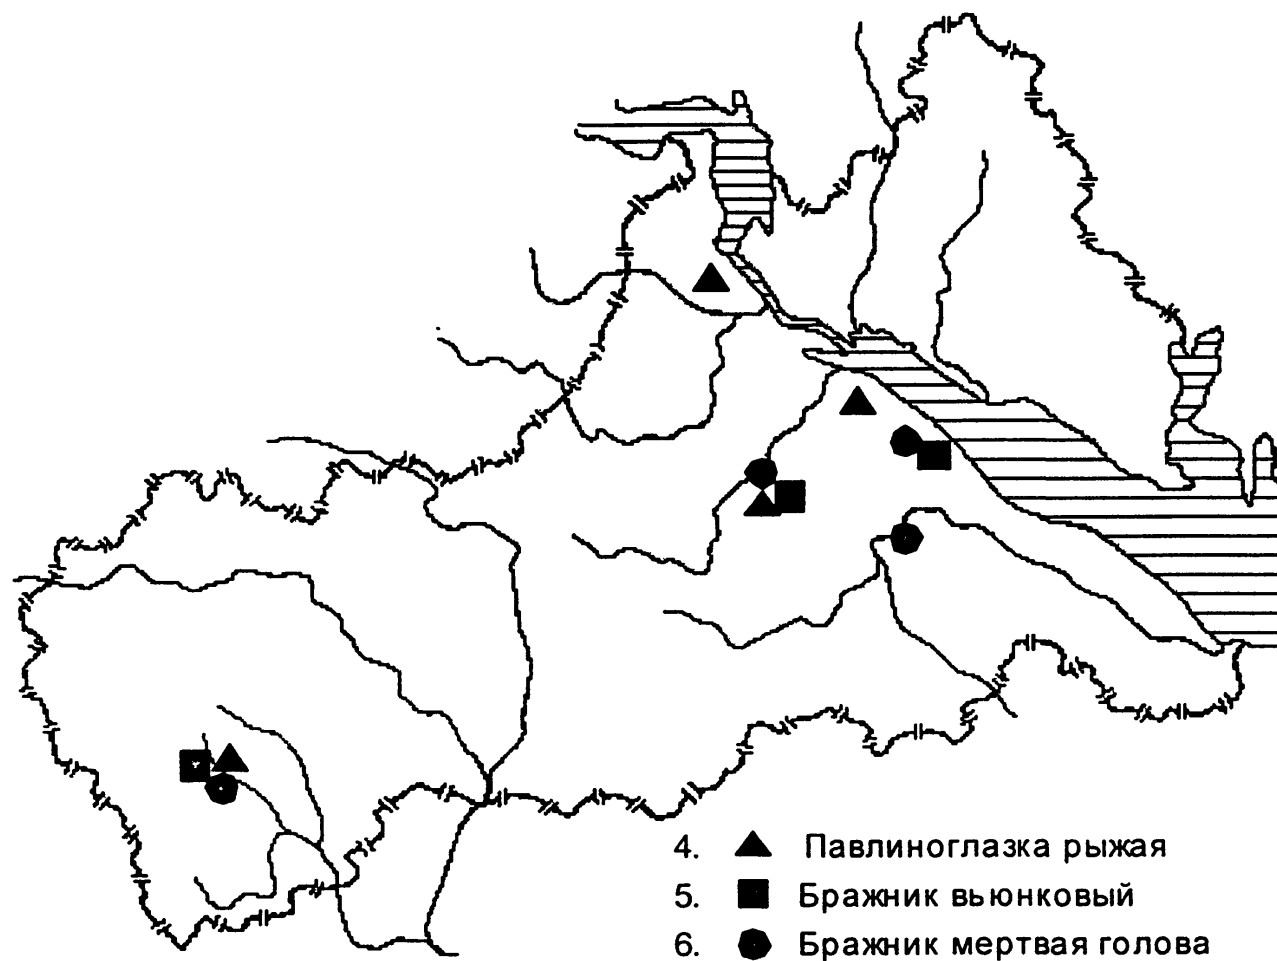 4. Павлиноглазка рыжая
5. Бражник вьюнковый
6. Бражник мертвая голова